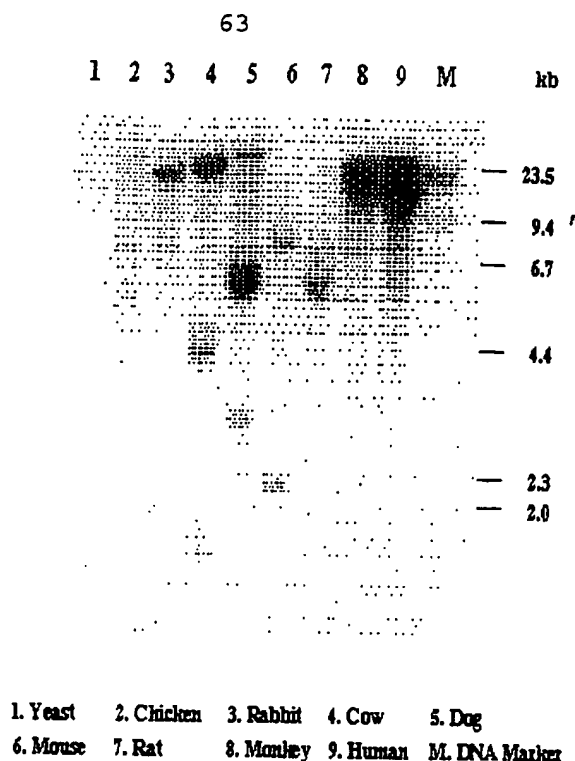 63
1 2 3 4 5 6 7 8 9 M kb
23.5
9.4
6.7
4.4
2.3
2.0
1. Yeast 2. Chicken 3. Rabbit 4. Cow 5. Dog
6. Mouse 7. Rat 8. Monkey 9. Human M. DNA Marker